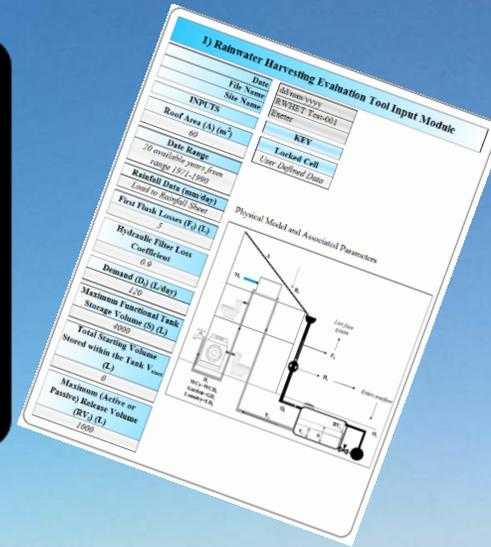 1) Rainwater Harvesting Evaluation Tool Input Module
Date
dd/mm/yyyy
File Name
RWHET Test-001
Site Name
Exeter
INPUTS
KEY
Roof Area (A) (m²)
Locked Cell
60
User Defined Data
Date Range
20 available years from
range 1971-1990
Rainfall Data (mm/day)
Load to Rainfall Sheet
First Flush Losses (Fₜ) (L)
5
Hydraulic Filter Loss
Coefficient
0.9
Demand (Dₜ) (L/day)
120
Maximum Functional Tank
Storage Volume (S) (L)
4000
Total Starting Volume
Stored within the Tank Vstart
(L)
0
Maximum (Active or
Passive) Release Volume
(RVₜ) (L)
1000
Physical Model and Associated Parameters